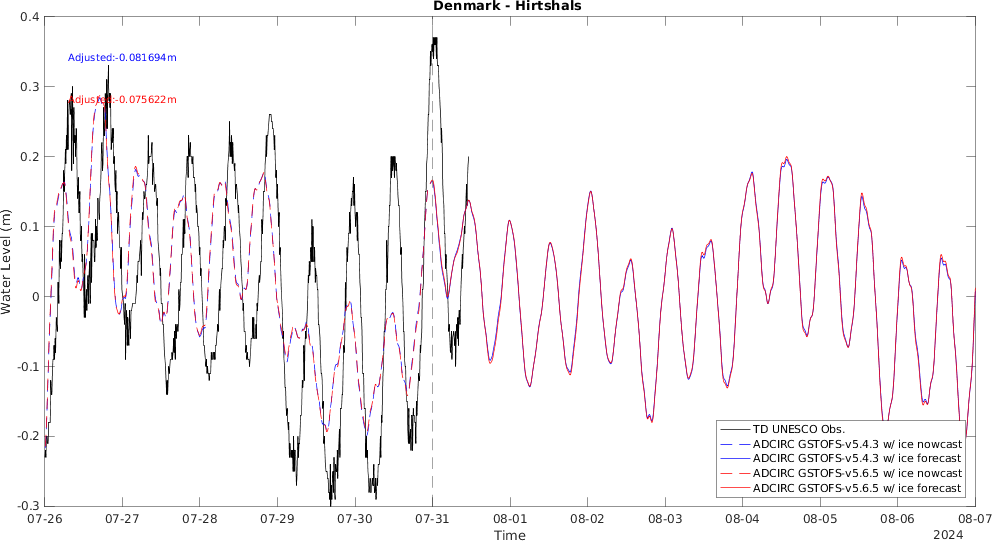 Denmark - Hirtshals
Adjusted:-0.081694m
Adjusted:-0.075622m
0.4
0.3
0.2
0.1
0
-0.1
-0.2
-0.3
Water Level (m)
TD UNESCO Obs.
ADCIRC GSTOFS-v5.4.3 w/ ice nowcast
ADCIRC GSTOFS-v5.4.3 w/ ice forecast
ADCIRC GSTOFS-v5.6.5 w/ ice nowcast
ADCIRC GSTOFS-v5.6.5 w/ ice forecast
07-26 07-27 07-28 07-29 07-30 07-31 08-01 08-02 08-03 08-04 08-05 08-06 08-07
Time
2024